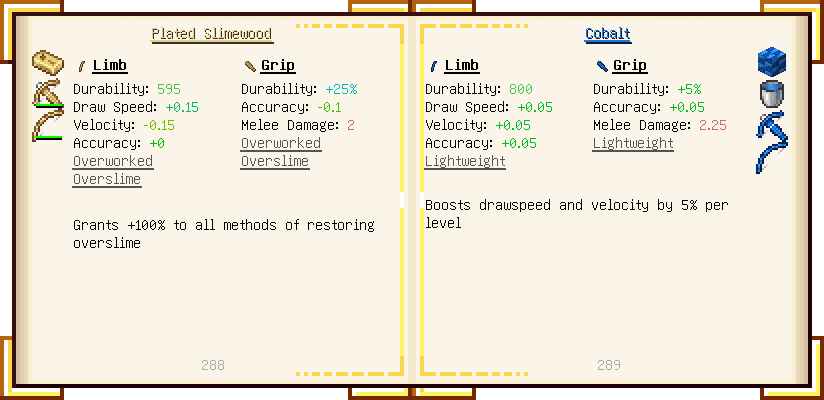 Plated Slimewood
Limb
Durability: 595
Draw Speed: +0.15
Velocity: -0.15
Accuracy: +0
Overworked
Overslime
Grip
Durability: +25%
Accuracy: -0.1
Melee Damage: 2
Overworked
Overslime
Grants +100% to all methods of restoring
overslime
288
Cobalt
Limb
Durability: 800
Draw Speed: +0.05
Velocity: +0.05
Accuracy: +0.05
Lightweight
Grip
Durability: +5%
Accuracy: +0.05
Melee Damage: 2.25
Lightweight
Boosts drawspeed and velocity by 5% per
level
289